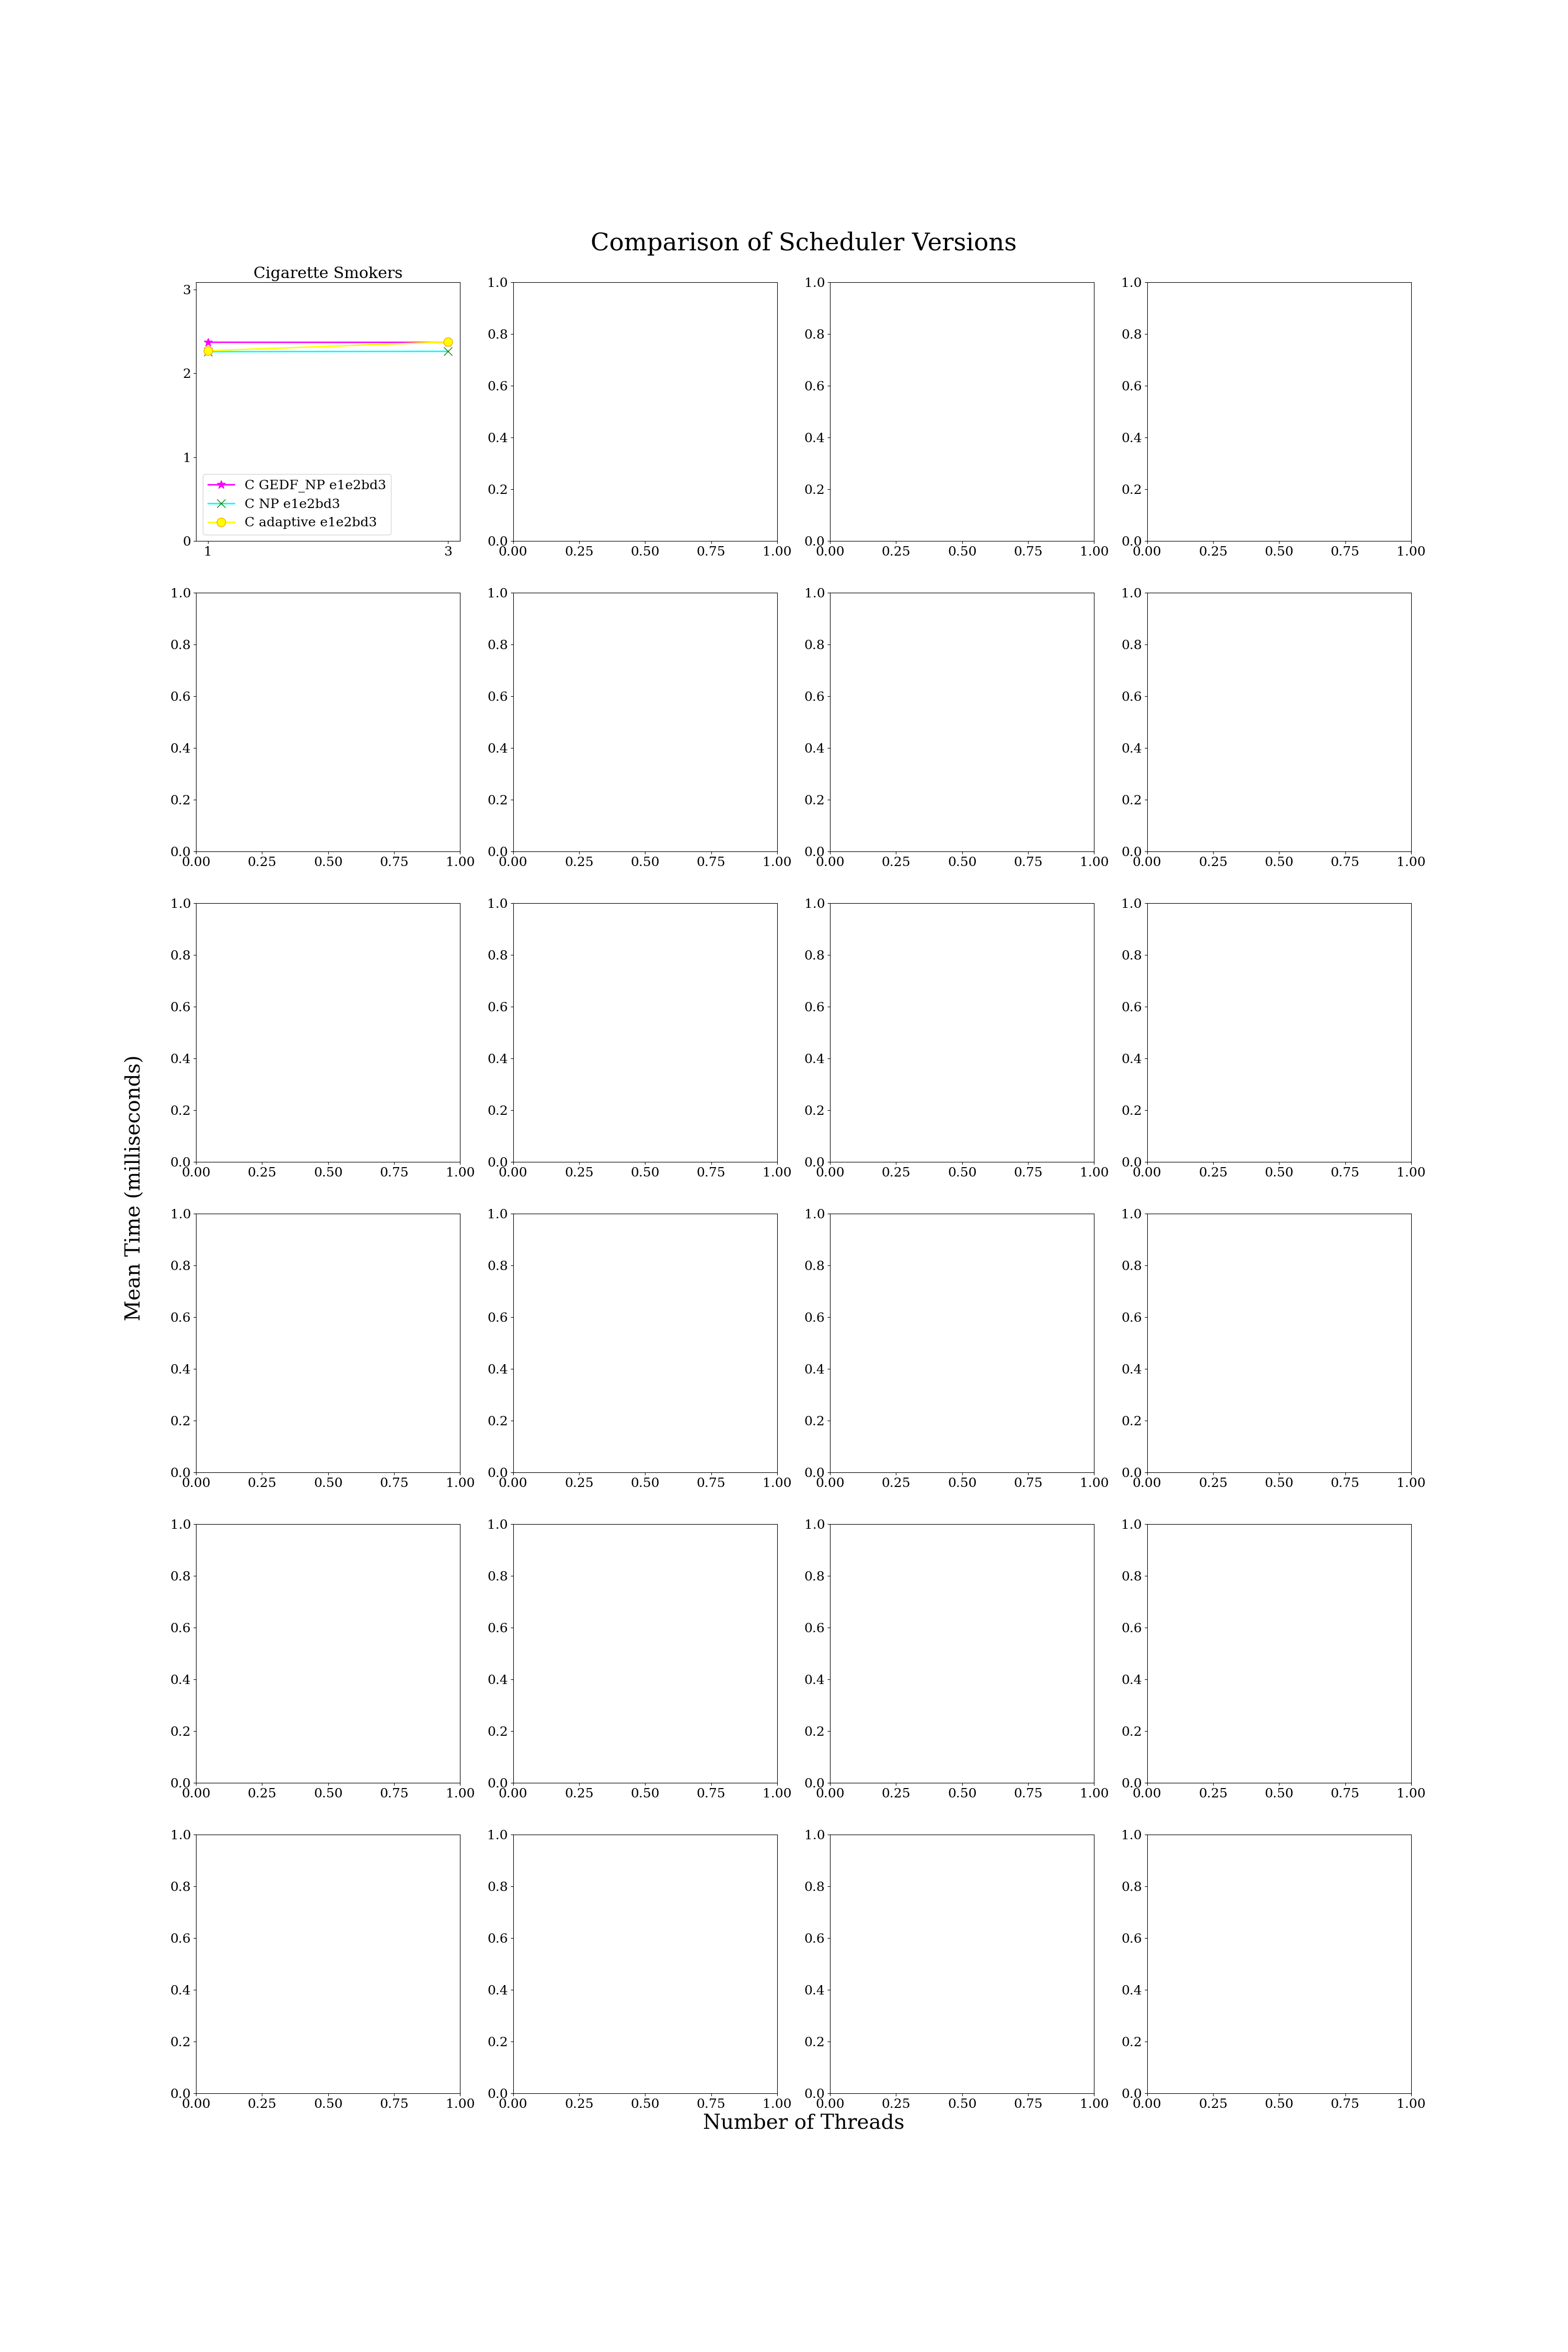 Comparison of Scheduler Versions
Cigarette Smokers
3
2
1
0
1 3
C GEDF_NP e1e2bd3
C NP e1e2bd3
C adaptive e1e2bd3
1.0 1.0 1.0
0.8 0.8 0.8
0.6 0.6 0.6
0.4 0.4 0.4
0.2 0.2 0.2
0.0 0.0 0.0
0.00 0.25 0.50 0.75 1.00 0.00 0.25 0.50 0.75 1.00 0.00 0.25 0.50 0.75 1.00
1.0 1.0 1.0 1.0
0.8 0.8 0.8 0.8
0.6 0.6 0.6 0.6
0.4 0.4 0.4 0.4
0.2 0.2 0.2 0.2
0.0 0.0 0.0 0.0
0.00 0.25 0.50 0.75 1.00 0.00 0.25 0.50 0.75 1.00 0.00 0.25 0.50 0.75 1.00 0.00 0.25 0.50 0.75 1.00
1.0 1.0 1.0 1.0
0.8 0.8 0.8 0.8
0.6 0.6 0.6 0.6
0.4 0.4 0.4 0.4
0.2 0.2 0.2 0.2
0.0 0.0 0.0 0.0
0.00 0.25 0.50 0.75 1.00 0.00 0.25 0.50 0.75 1.00 0.00 0.25 0.50 0.75 1.00 0.00 0.25 0.50 0.75 1.00
Mean Time (milliseconds)
1.0 1.0 1.0 1.0
0.8 0.8 0.8 0.8
0.6 0.6 0.6 0.6
0.4 0.4 0.4 0.4
0.2 0.2 0.2 0.2
0.0 0.0 0.0 0.0
0.00 0.25 0.50 0.75 1.00 0.00 0.25 0.50 0.75 1.00 0.00 0.25 0.50 0.75 1.00 0.00 0.25 0.50 0.75 1.00
1.0 1.0 1.0 1.0
0.8 0.8 0.8 0.8
0.6 0.6 0.6 0.6
0.4 0.4 0.4 0.4
0.2 0.2 0.2 0.2
0.0 0.0 0.0 0.0
0.00 0.25 0.50 0.75 1.00 0.00 0.25 0.50 0.75 1.00 0.00 0.25 0.50 0.75 1.00 0.00 0.25 0.50 0.75 1.00
1.0 1.0 1.0 1.0
0.8 0.8 0.8 0.8
0.6 0.6 0.6 0.6
0.4 0.4 0.4 0.4
0.2 0.2 0.2 0.2
0.0 0.0 0.0 0.0
0.00 0.25 0.50 0.75 1.00 0.00 0.25 0.50 0.75 1.00 0.00 0.25 0.50 0.75 1.00 0.00 0.25 0.50 0.75 1.00
Number of Threads